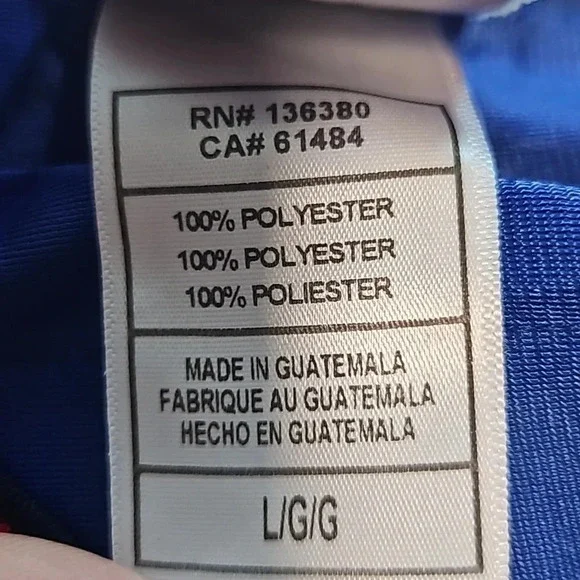 RN# 136380
CA# 61484
100% POLYESTER
100% POLYESTER
100% POLIESTER
MADE IN GUATEMALA
FABRIQUE AU GUATEMALA
HECHO EN GUATEMALA
L/G/G